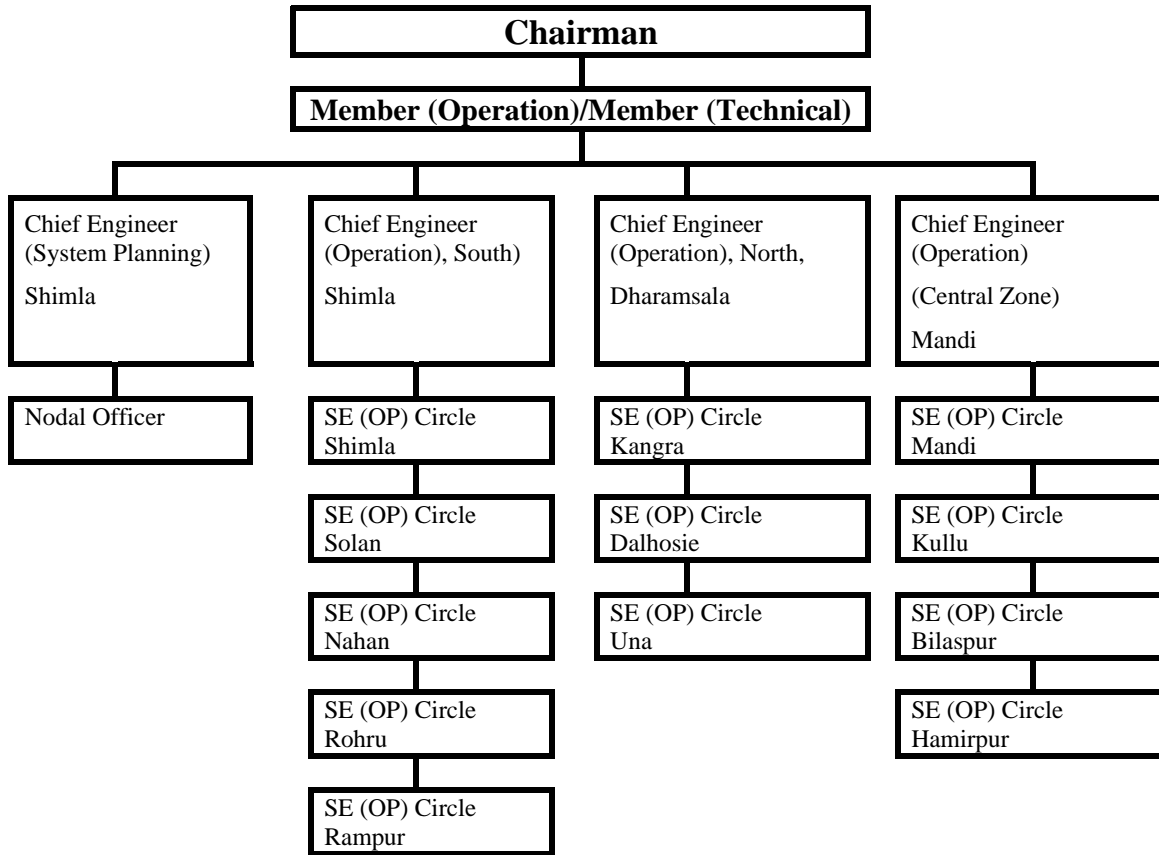 Chairman
Member (Operation)/Member (Technical)
Chief Engineer
(System Planning)
Shimla
Chief Engineer
(Operation), South)
Shimla
Chief Engineer
(Operation), North,
Dharamsala
Chief Engineer
(Operation)
(Central Zone)
Mandi
Nodal Officer
SE (OP) Circle
Shimla
SE (OP) Circle
Solan
SE (OP) Circle
Nahan
SE (OP) Circle
Rohru
SE (OP) Circle
Rampur
SE (OP) Circle
Kangra
SE (OP) Circle
Dalhosie
SE (OP) Circle
Una
SE (OP) Circle
Mandi
SE (OP) Circle
Kullu
SE (OP) Circle
Bilaspur
SE (OP) Circle
Hamirpur